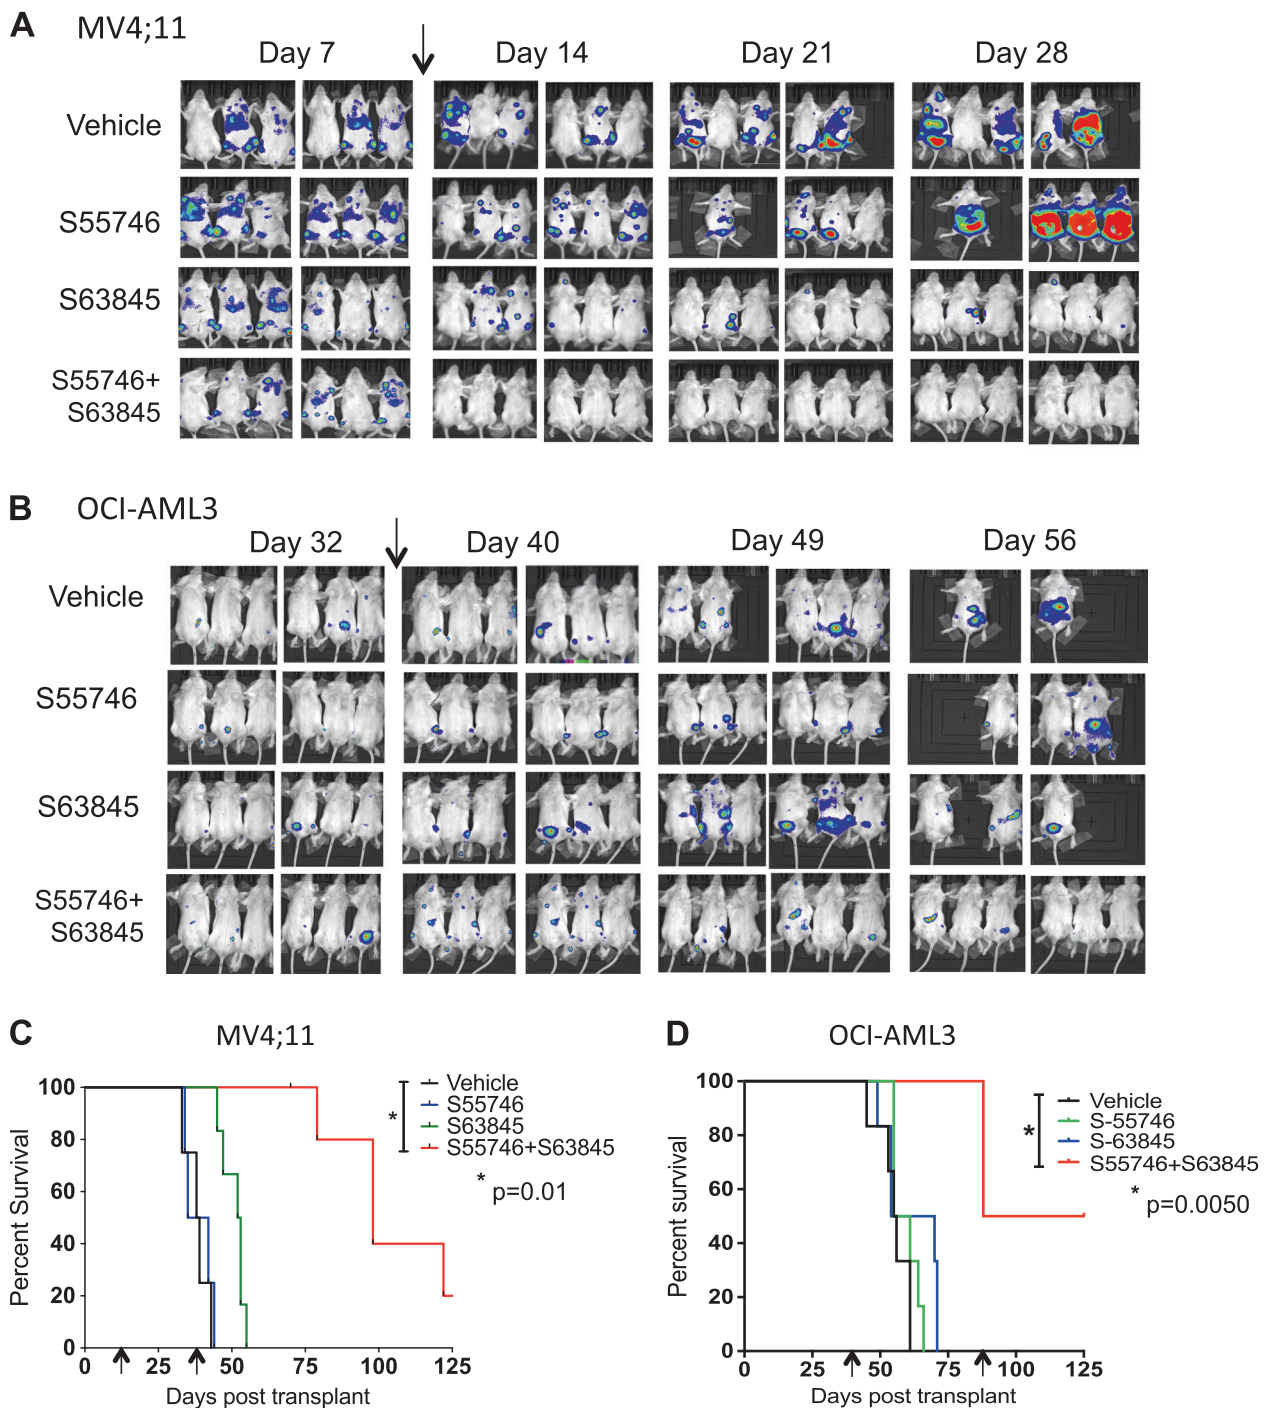 A MV4;11
Day 7 Day 14 Day 21 Day 28
Vehicle
S55746
S63845
S55746+
S63845
B OCI-AML3
Day 32 Day 40 Day 49 Day 56
Vehicle
S55746
S63845
S55746+
S63845
C MV4;11
Percent Survival
100
80
60
40
20
0
0 25 50 75 100 125
Days post transplant
Vehicle
S55746
S63845
S55746+S63845
*
* p=0.01
D OCI-AML3
Percent survival
100
80
60
40
20
0
0 25 50 75 100 125
Days post transplant
Vehicle
S-55746
S-63845
S55746+S63845
*
* p=0.0050